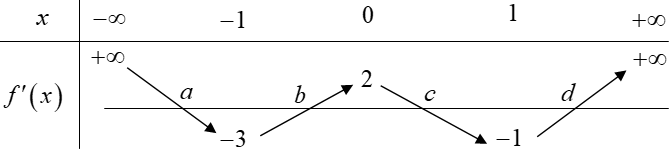 x −∞ −1 0 1 +∞
+∞ +∞
f′(x) a b 2 c d
−3 −1